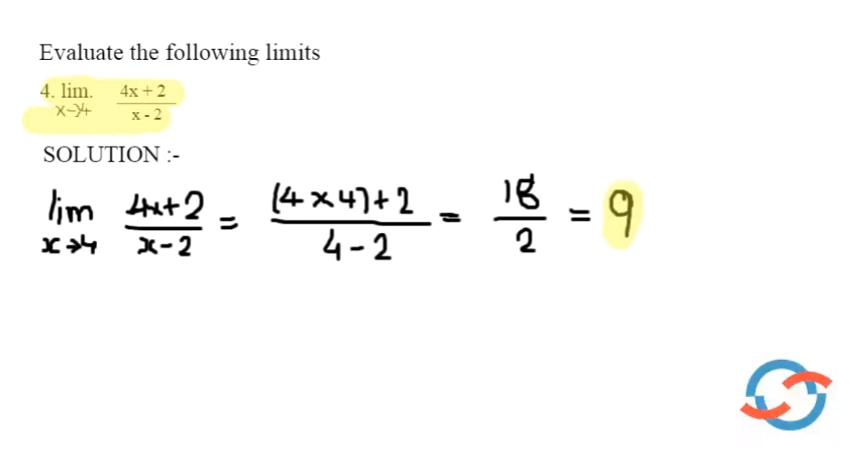 Evaluate the following limits
4. lim. 4x + 2
x→4 x - 2
SOLUTION :-
lim 4x+2 = (4×4)+2 = 18 = 9
x→4 x-2 4-2 2